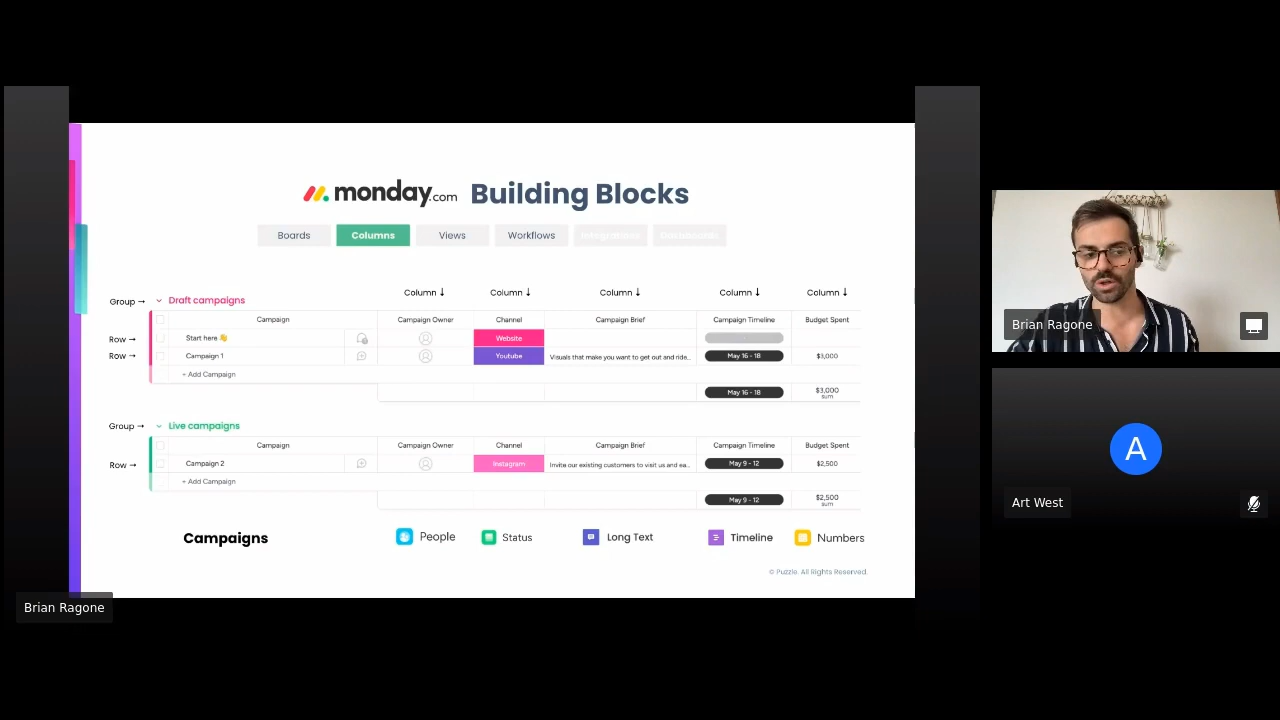 monday.com Building Blocks
Boards Columns Views Workflows Integrations Dashboards
Column ↓ Column ↓ Column ↓ Column ↓ Column ↓
Group → Draft campaigns
Campaign Campaign Owner Channel Campaign Brief Campaign Timeline Budget Spent
Row → Start here 👋 Website
Row → Campaign 1 Youtube Visuals that make you want to get out and ride... May 16 - 18 $3,000
+ Add Campaign
May 16 - 18 $3,000
sum
Group → Live campaigns
Campaign Campaign Owner Channel Campaign Brief Campaign Timeline Budget Spent
Row → Campaign 2 Instagram Invite our existing customers to visit us and ea... May 9 - 12 $2,500
+ Add Campaign
May 9 - 12 $2,500
sum
Campaigns People Status Long Text Timeline Numbers
© Puzzle. All Rights Reserved.
Brian Ragone
Brian Ragone
A
Art West